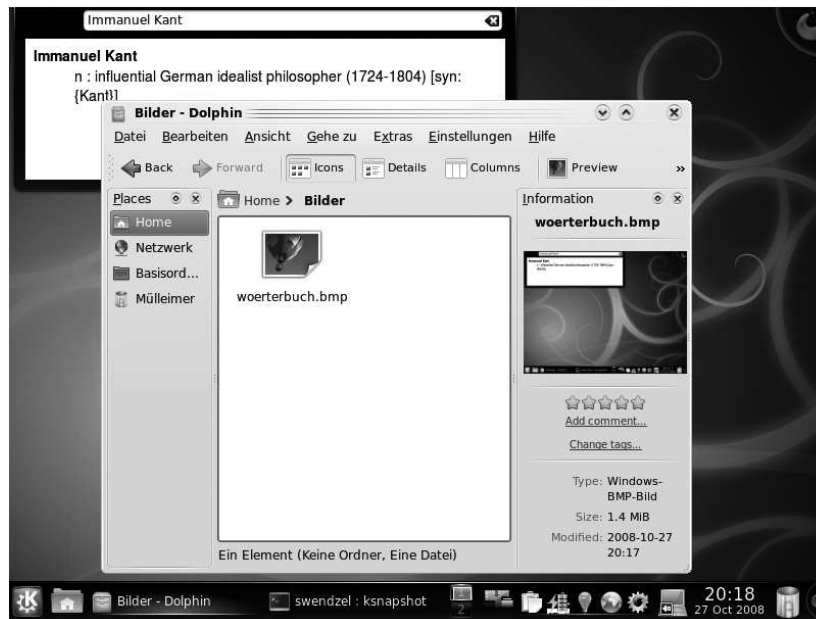 Immanuel Kant
Immanuel Kant
n : influential German idealist philosopher (1724-1804) [syn:
{Kant}]
Bilder - Dolphin
Datei Bearbeiten Ansicht Gehe zu Extras Einstellungen Hilfe
Back Forward Icons Details Columns Preview »
Places
Home
Netzwerk
Basisord...
Mülleimer
Home > Bilder
woerterbuch.bmp
Ein Element (Keine Ordner, Eine Datei)
Information
woerterbuch.bmp
Add comment...
Change tags...
Type: Windows-
BMP-Bild
Size: 1.4 MiB
Modified: 2008-10-27
20:17
Bilder - Dolphin
swendzel : ksnapshot
2
20:18
27 Oct 2008